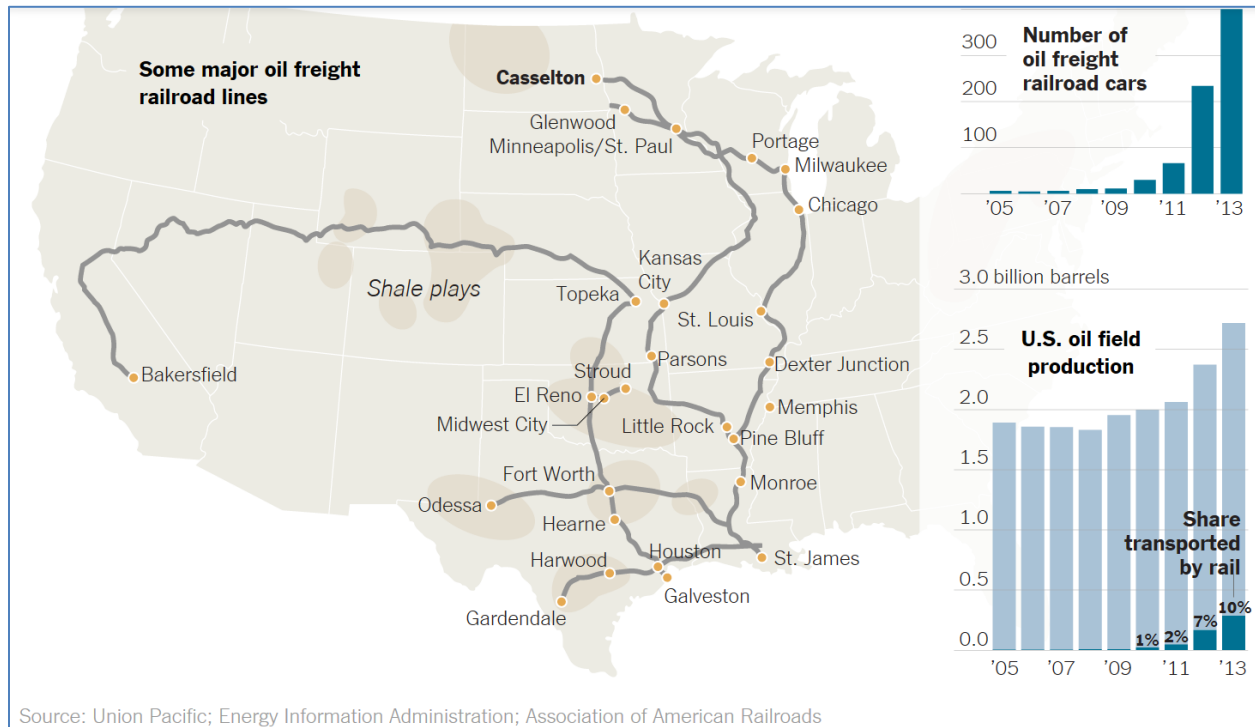 Some major oil freight
railroad lines
Casselton
Glenwood
Minneapolis/St. Paul
Portage
Milwaukee
Chicago
Shale plays
Kansas
City
Topeka
St. Louis
Bakersfield
Parsons
Dexter Junction
Stroud
El Reno
Memphis
Midwest City
Little Rock
Pine Bluff
Fort Worth
Monroe
Odessa
Hearne
Houston
Harwood
St. James
Galveston
Gardendale
Number of
oil freight
railroad cars
300
200
100
'05
'07
'09
'11
'13
3.0 billion barrels
U.S. oil field
production
2.5
2.0
1.5
1.0
0.5
0.0
Share
transported
by rail
1%
2%
7%
10%
'05
'07
'09
'11
'13
Source: Union Pacific; Energy Information Administration; Association of American Railroads